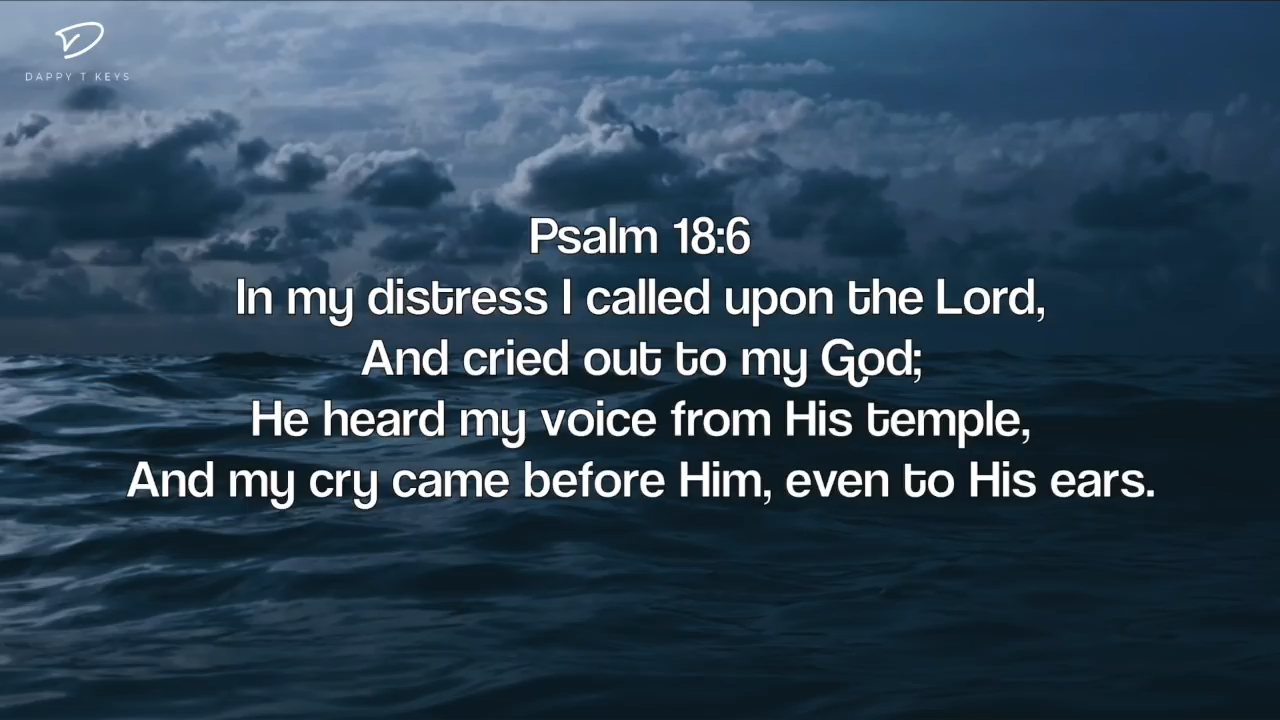 DAPPY T KEYS
Psalm 18:6
In my distress I called upon the Lord,
And cried out to my God;
He heard my voice from His temple,
And my cry came before Him, even to His ears.